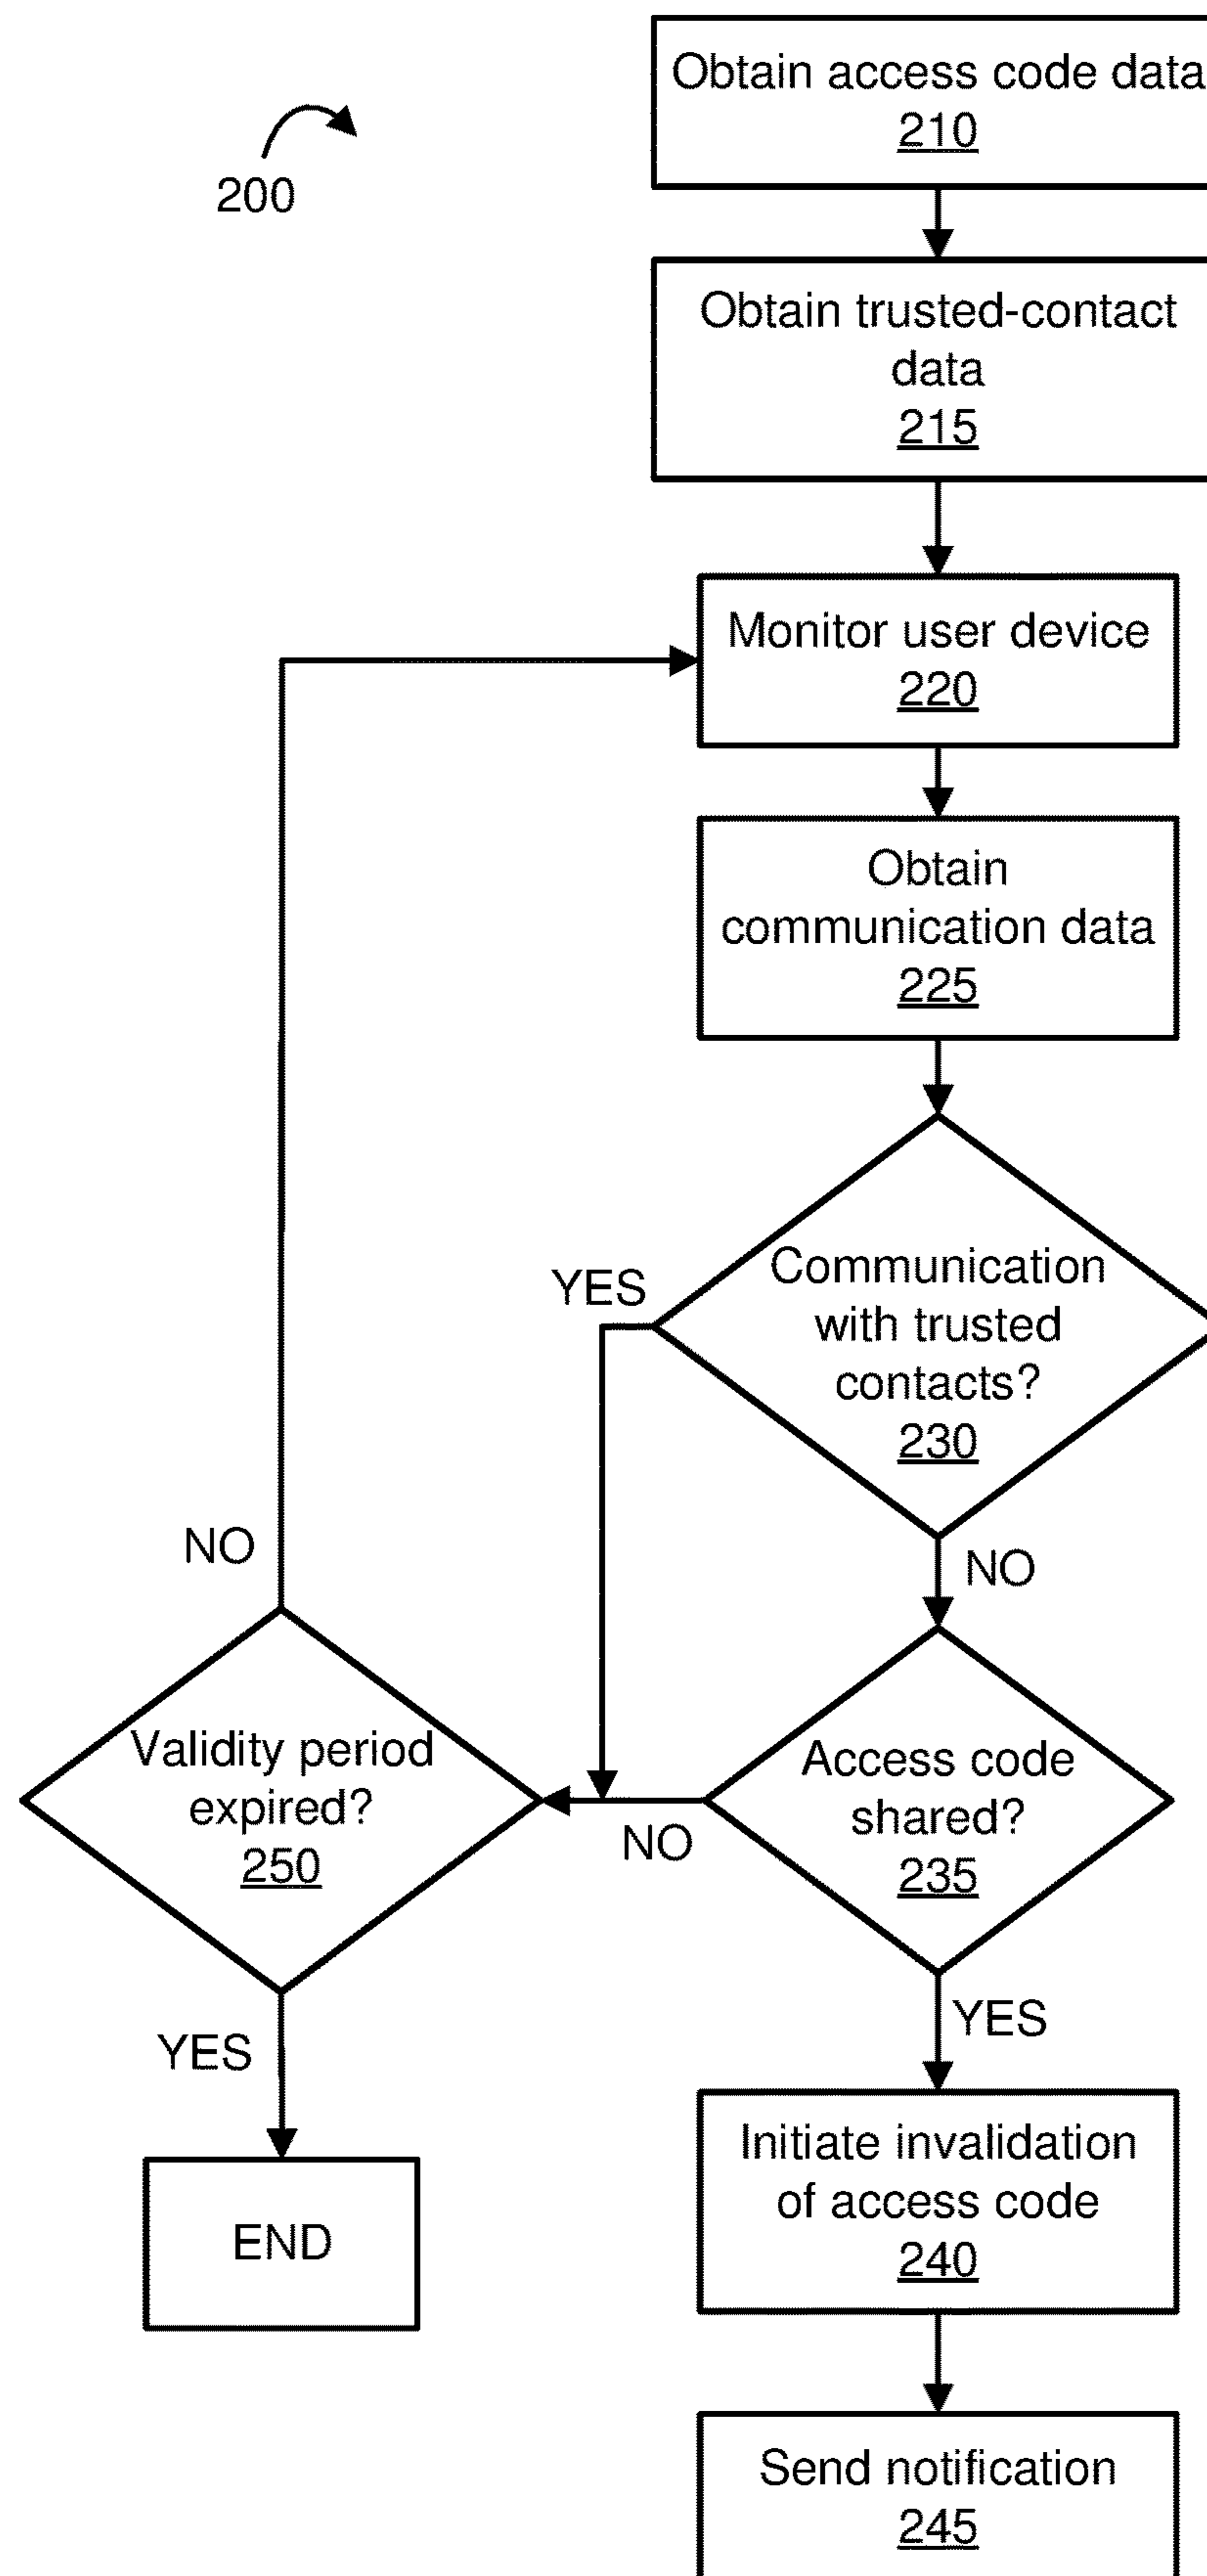 200
Obtain access code data
210
Obtain trusted-contact
data
215
Monitor user device
220
Obtain
communication data
225
Communication
with trusted
contacts?
230
YES
NO
Access code
shared?
235
NO
YES
Validity period
expired?
250
NO
YES
END
Initiate invalidation
of access code
240
Send notification
245